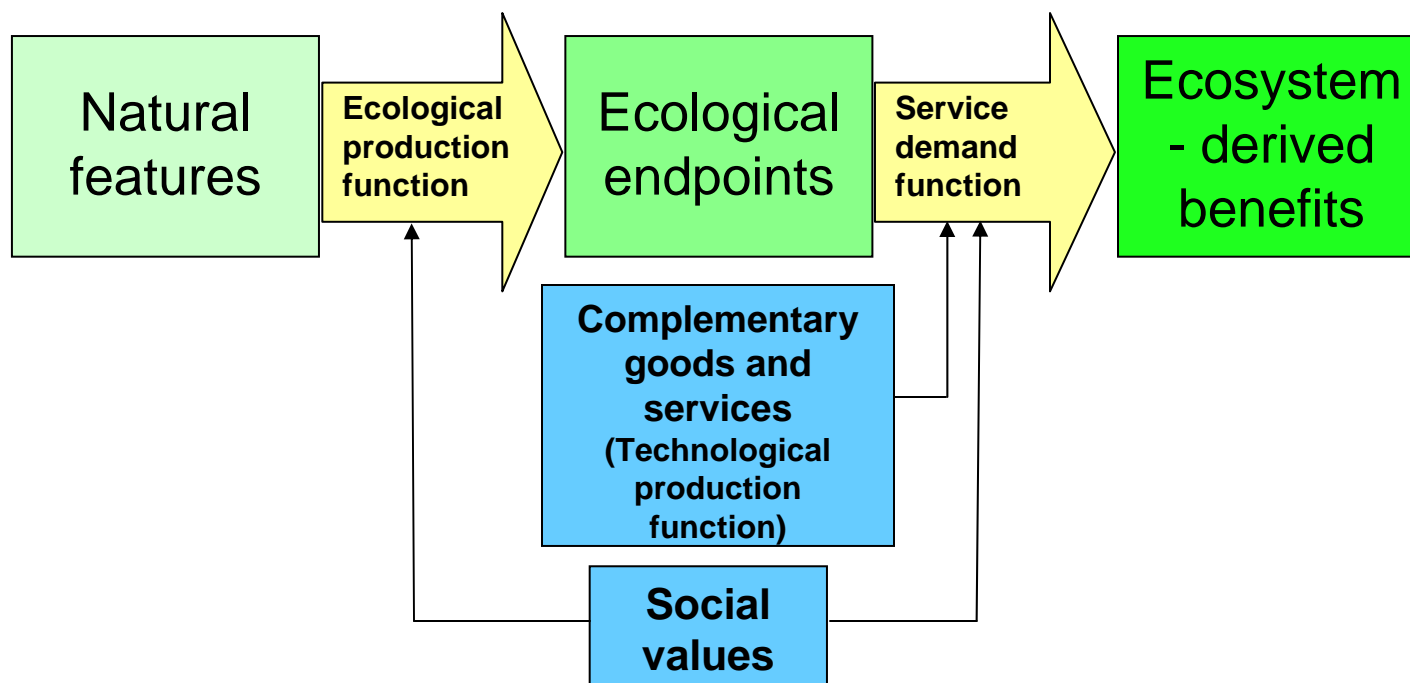 Natural
features
Ecological
production
function
Ecological
endpoints
Service
demand
function
Ecosystem
- derived
benefits
Complementary
goods and
services
(Technological
production
function)
Social
values